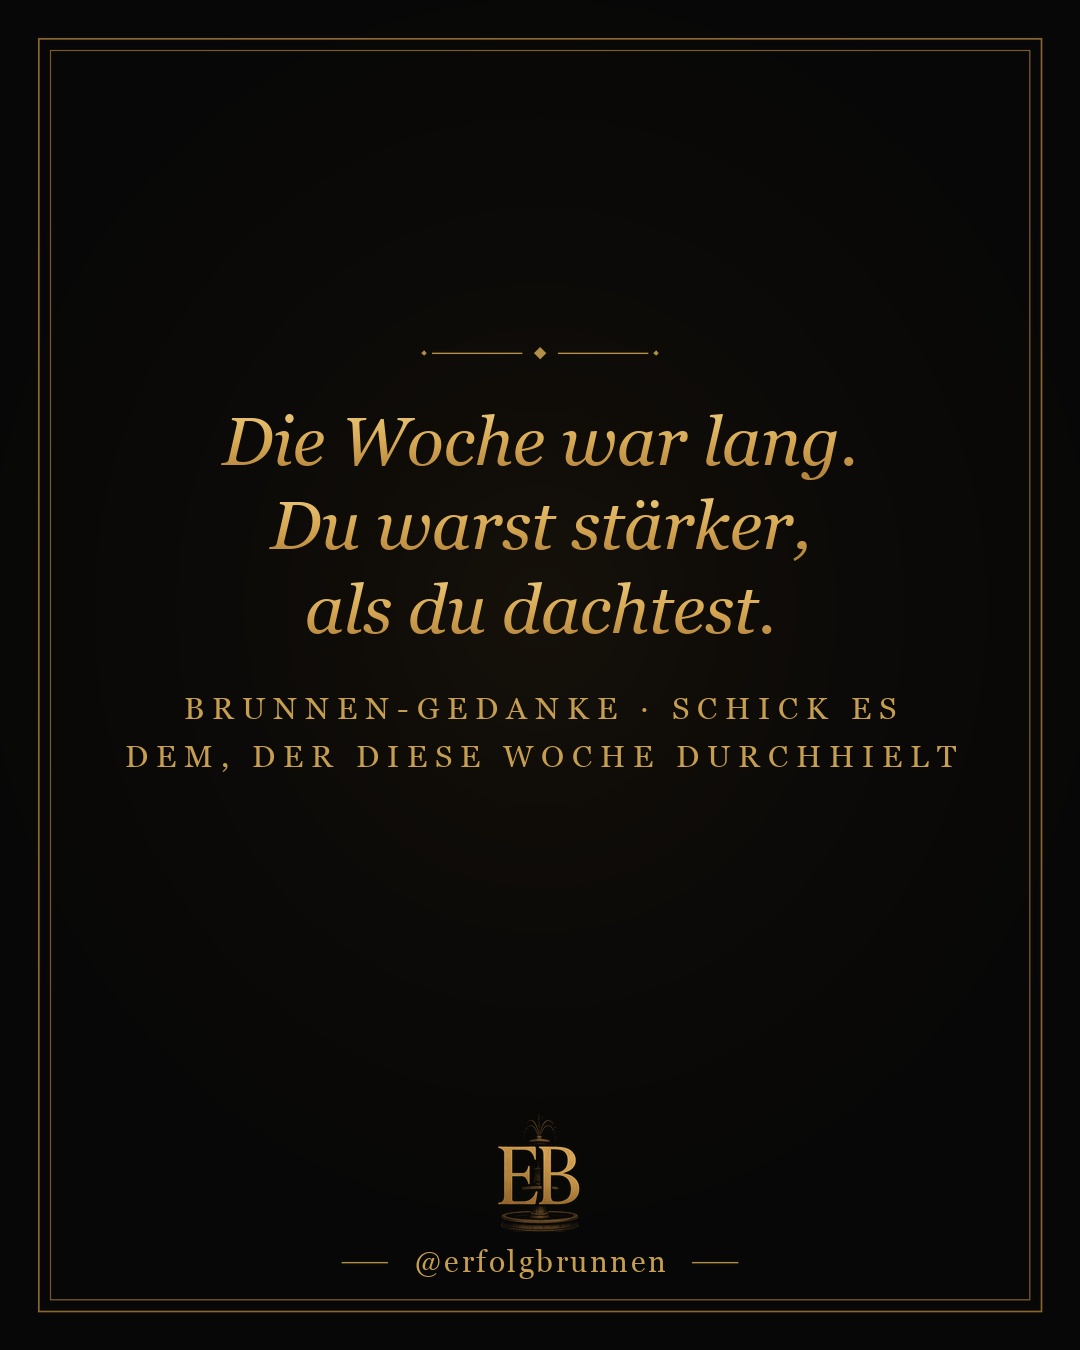 Die Woche war lang.
Du warst stärker,
als du dachtest.
BRUNNEN-GEDANKE · SCHICK ES
DEM, DER DIESE WOCHE DURCHHIELT
EB
@erfolgbrunnen